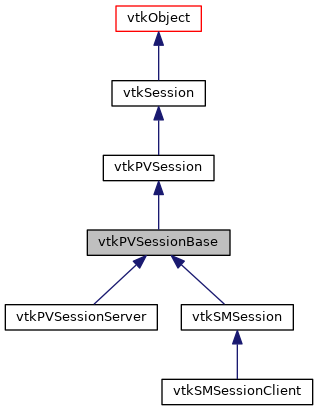 vtkObject
vtkSession
vtkPVSession
vtkPVSessionBase
vtkPVSessionServer
vtkSMSession
vtkSMSessionClient